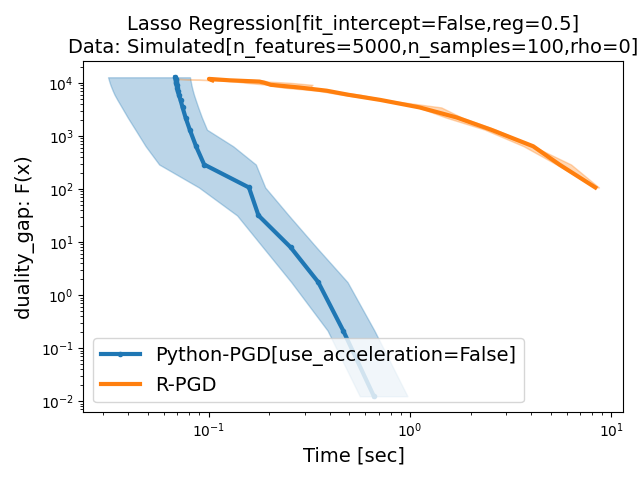 Lasso Regression[fit_intercept=False,reg=0.5]
Data: Simulated[n_features=5000,n_samples=100,rho=0]
duality_gap: F(x)
10⁴
10³
10²
10¹
10⁰
10⁻¹
10⁻²
Python-PGD[use_acceleration=False]
R-PGD
10⁻¹
10⁰
10¹
Time [sec]